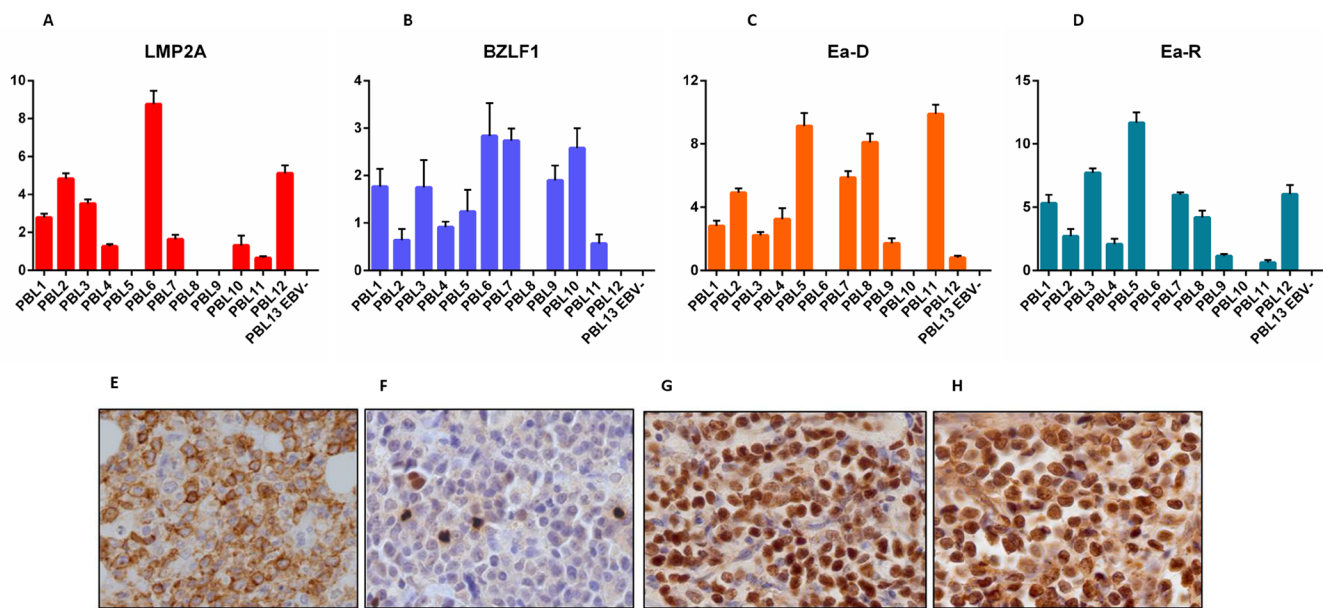 A
B
C
D
LMP2A
BZLF1
Ea-D
Ea-R
10
8
6
4
2
0
PBL1
PBL2
PBL3
PBL4
PBL5
PBL6
PBL7
PBL8
PBL9
PBL10
PBL11
PBL12
PBL13 EBV-
4
3
2
1
0
PBL1
PBL2
PBL3
PBL4
PBL5
PBL6
PBL7
PBL8
PBL9
PBL10
PBL11
PBL12
PBL13 EBV-
12
8
4
0
PBL1
PBL2
PBL3
PBL4
PBL5
PBL6
PBL7
PBL8
PBL9
PBL10
PBL11
PBL12
PBL13 EBV-
15
10
5
0
PBL1
PBL2
PBL3
PBL4
PBL5
PBL6
PBL7
PBL8
PBL9
PBL10
PBL11
PBL12
PBL13 EBV-
E
F
G
H